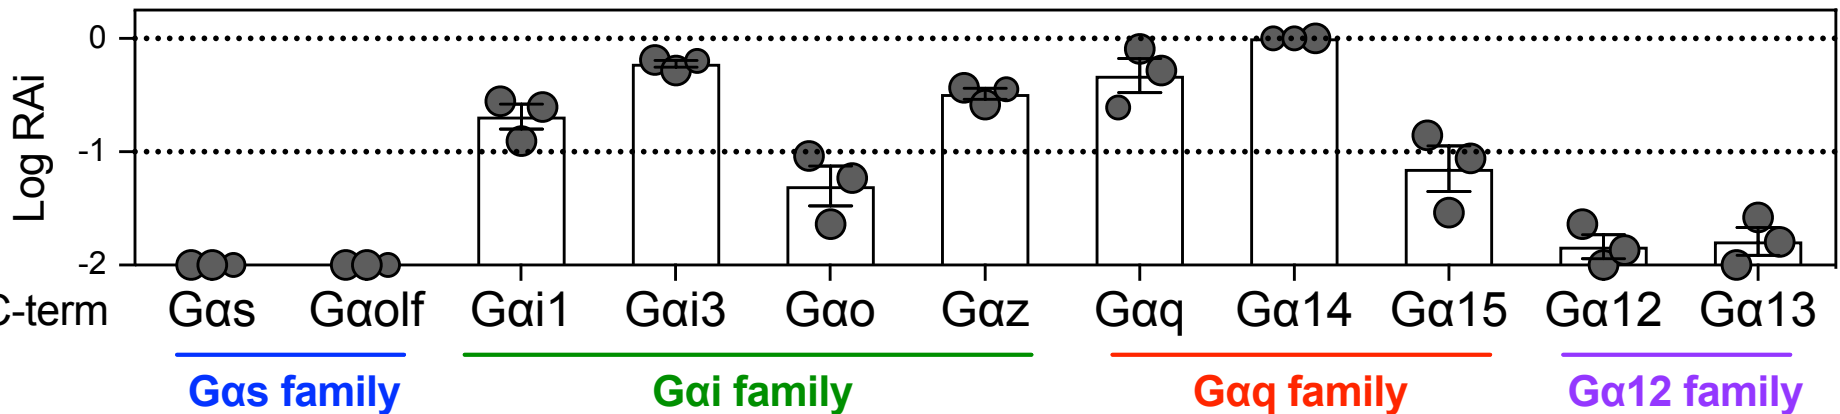 Log RAi
0
-1
-2
C-term Gαs Gαolf Gαi1 Gαi3 Gαo Gαz Gαq Gα14 Gα15 Gα12 Gα13
Gαs family Gαi family Gαq family Gα12 family